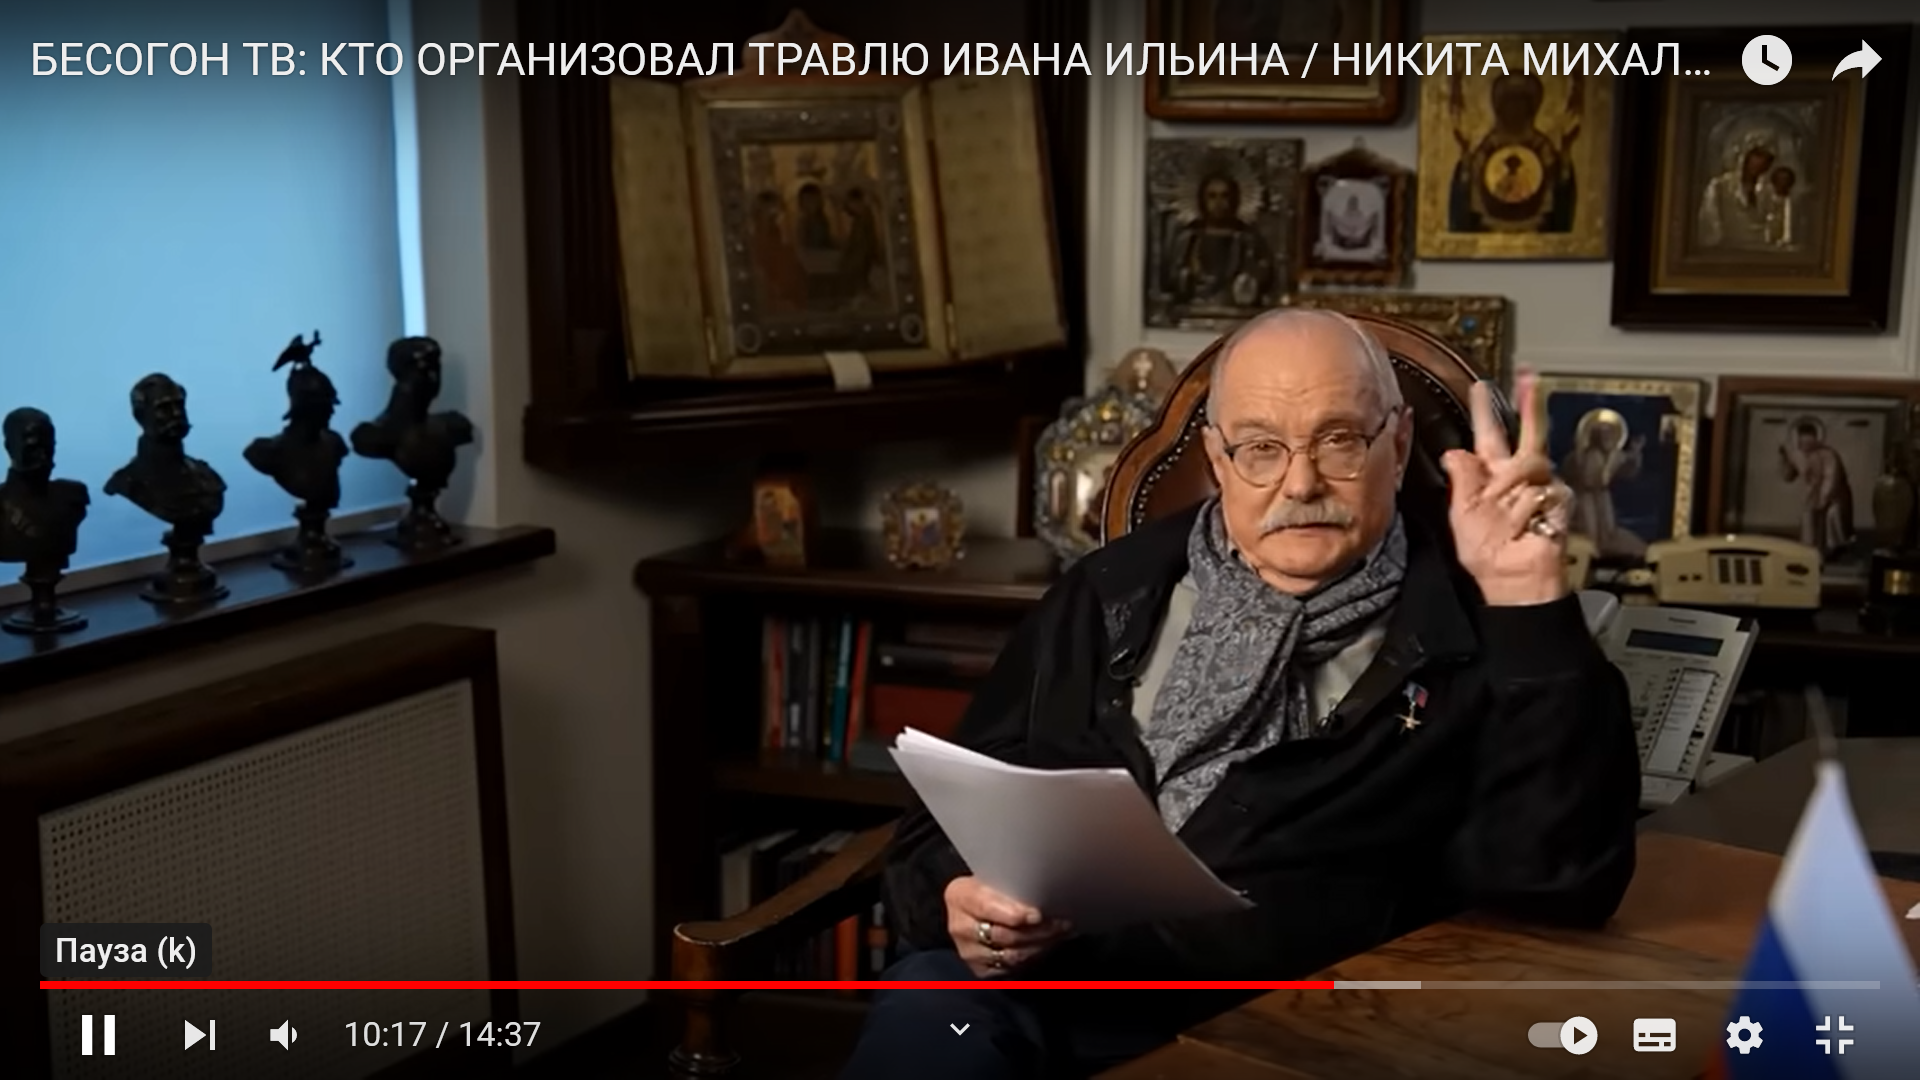 БЕСОГОН ТВ: КТО ОРГАНИЗОВАЛ ТРАВЛЮ ИВАНА ИЛЬИНА / НИКИТА МИХАЛ...
Пауза (k)
10:17 / 14:37